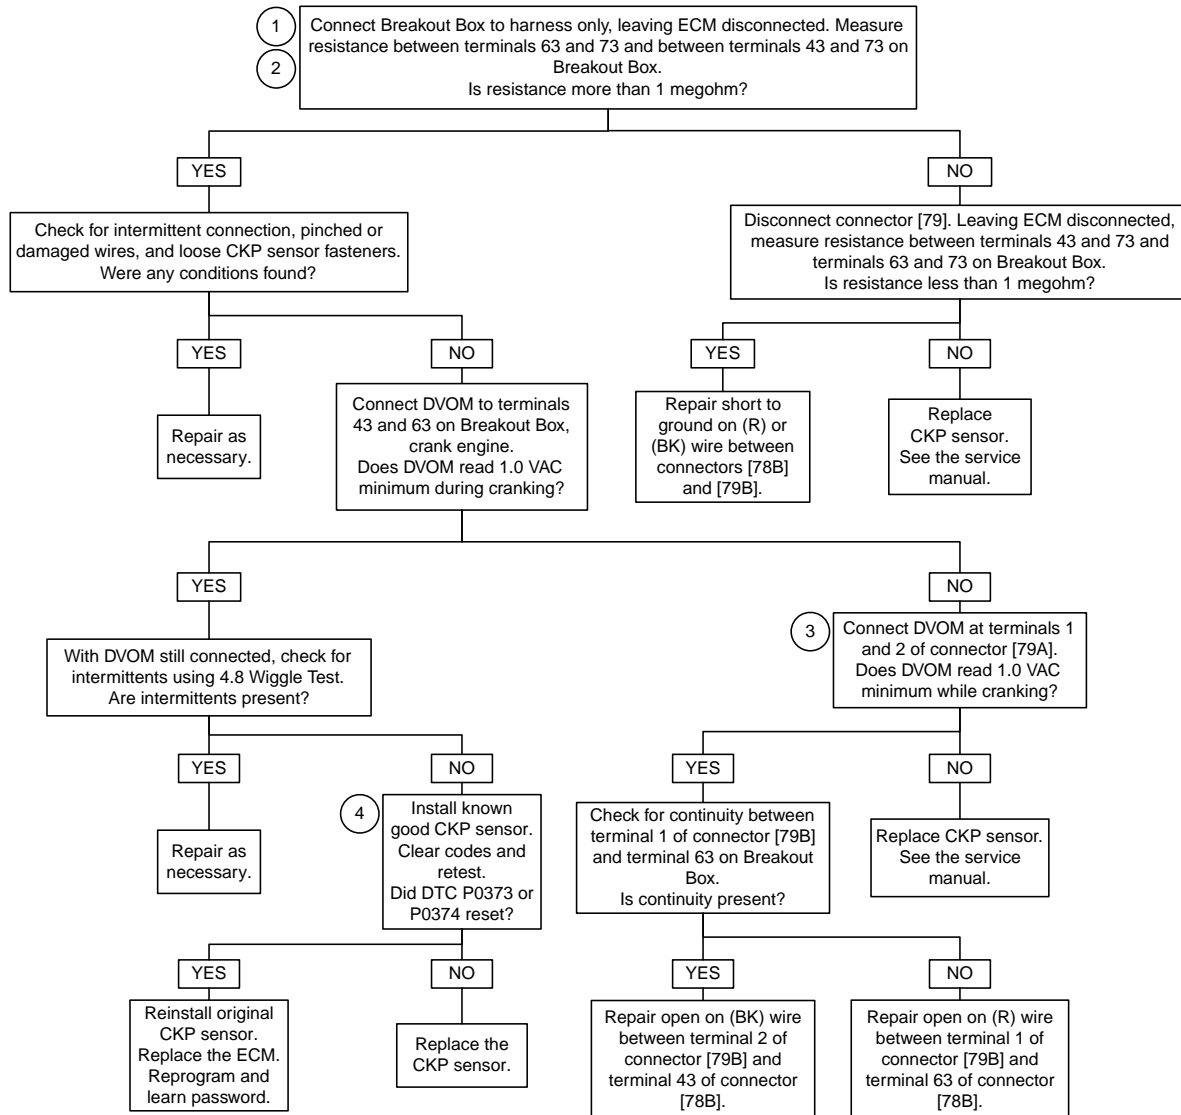 1
Connect Breakout Box to harness only, leaving ECM disconnected. Measure
resistance between terminals 63 and 73 and between terminals 43 and 73 on
2
Breakout Box.
Is resistance more than 1 megohm?
YES
NO
Check for intermittent connection, pinched or
damaged wires, and loose CKP sensor fasteners.
Were any conditions found?
Disconnect connector [79]. Leaving ECM disconnected,
measure resistance between terminals 43 and 73 and
terminals 63 and 73 on Breakout Box.
Is resistance less than 1 megohm?
YES
NO
YES
NO
Repair as
necessary.
Connect DVOM to terminals
43 and 63 on Breakout Box,
crank engine.
Does DVOM read 1.0 VAC
minimum during cranking?
Repair short to
ground on (R) or
(BK) wire between
connectors [78B]
and [79B].
Replace
CKP sensor.
See the service
manual.
YES
NO
With DVOM still connected, check for
intermittents using 4.8 Wiggle Test.
Are intermittents present?
3
Connect DVOM at terminals 1
and 2 of connector [79A].
Does DVOM read 1.0 VAC
minimum while cranking?
YES
NO
YES
NO
Repair as
necessary.
4
Install known
good CKP sensor.
Clear codes and
retest.
Did DTC P0373 or
P0374 reset?
Check for continuity between
terminal 1 of connector [79B]
and terminal 63 on Breakout
Box.
Is continuity present?
Replace CKP sensor.
See the service
manual.
YES
NO
YES
NO
Reinstall original
CKP sensor.
Replace the ECM.
Reprogram and
learn password.
Replace the
CKP sensor.
Repair open on (BK) wire
between terminal 2 of
connector [79B] and
terminal 43 of connector
[78B].
Repair open on (R) wire
between terminal 1 of
connector [79B] and
terminal 63 of connector
[78B].